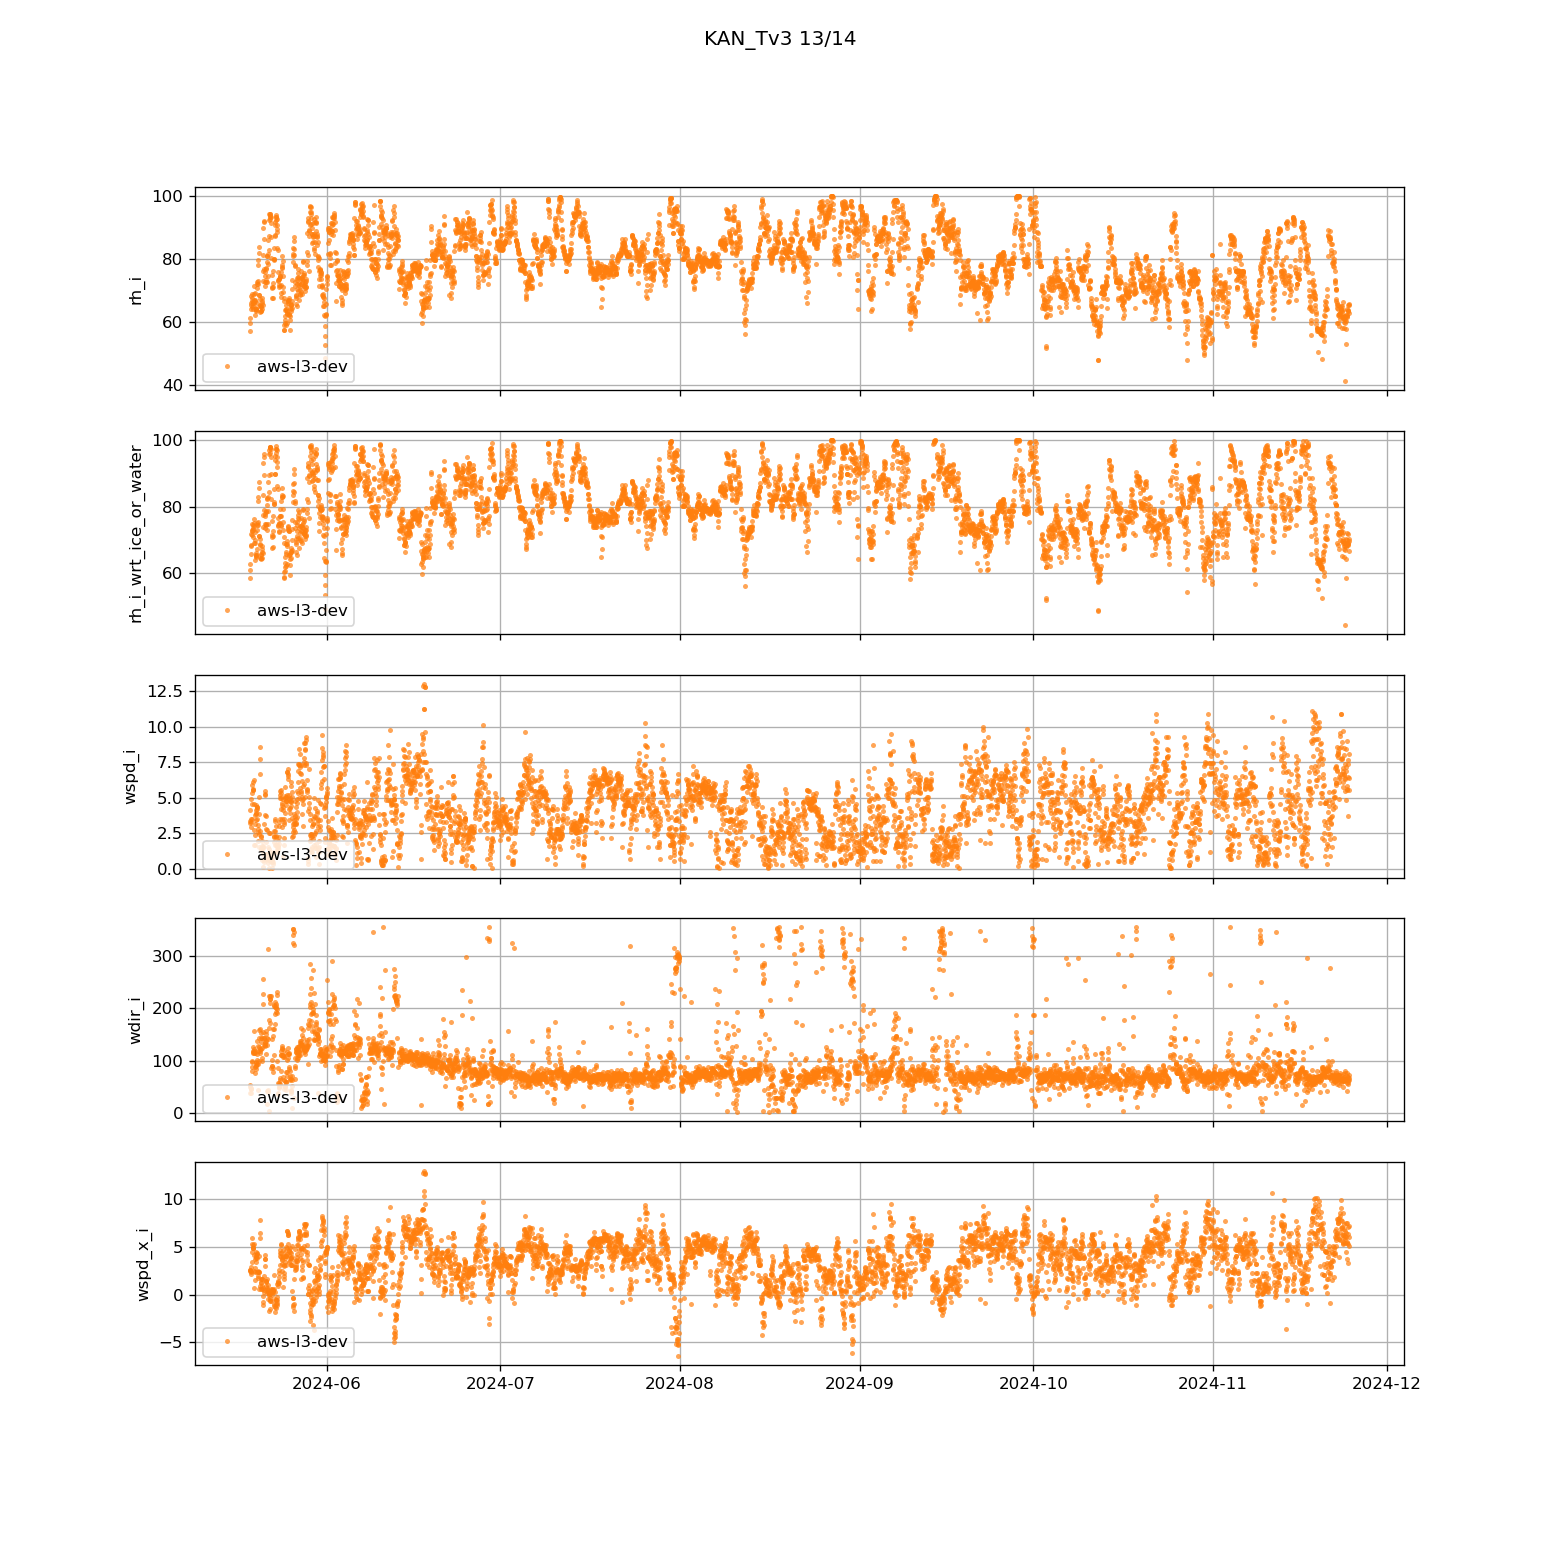 KAN_Tv3 13/14
100
80
60
40
rh_i
aws-l3-dev
100
80
60
rh_i_wrt_ice_or_water
aws-l3-dev
12.5
10.0
7.5
5.0
2.5
0.0
wspd_i
aws-l3-dev
300
200
100
0
wdir_i
aws-l3-dev
10
5
0
−5
wspd_x_i
aws-l3-dev
2024-06 2024-07 2024-08 2024-09 2024-10 2024-11 2024-12